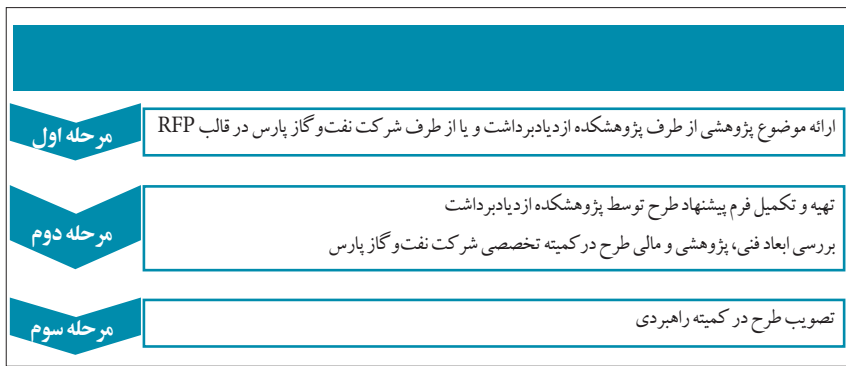 مرحله اول
ارائه موضوع پژوهشی از طرف پژوهشکده ازدیادبرداشت و یا از طرف شرکت نفت‌و گاز پارس در قالب RFP
مرحله دوم
تهیه و تکمیل فرم پیشنهاد طرح توسط پژوهشکده ازدیادبرداشت
بررسی ابعاد فنی، پژوهشی و مالی طرح در کمیته تخصصی شرکت نفت‌و گاز پارس
مرحله سوم
تصویب طرح در کمیته راهبردی